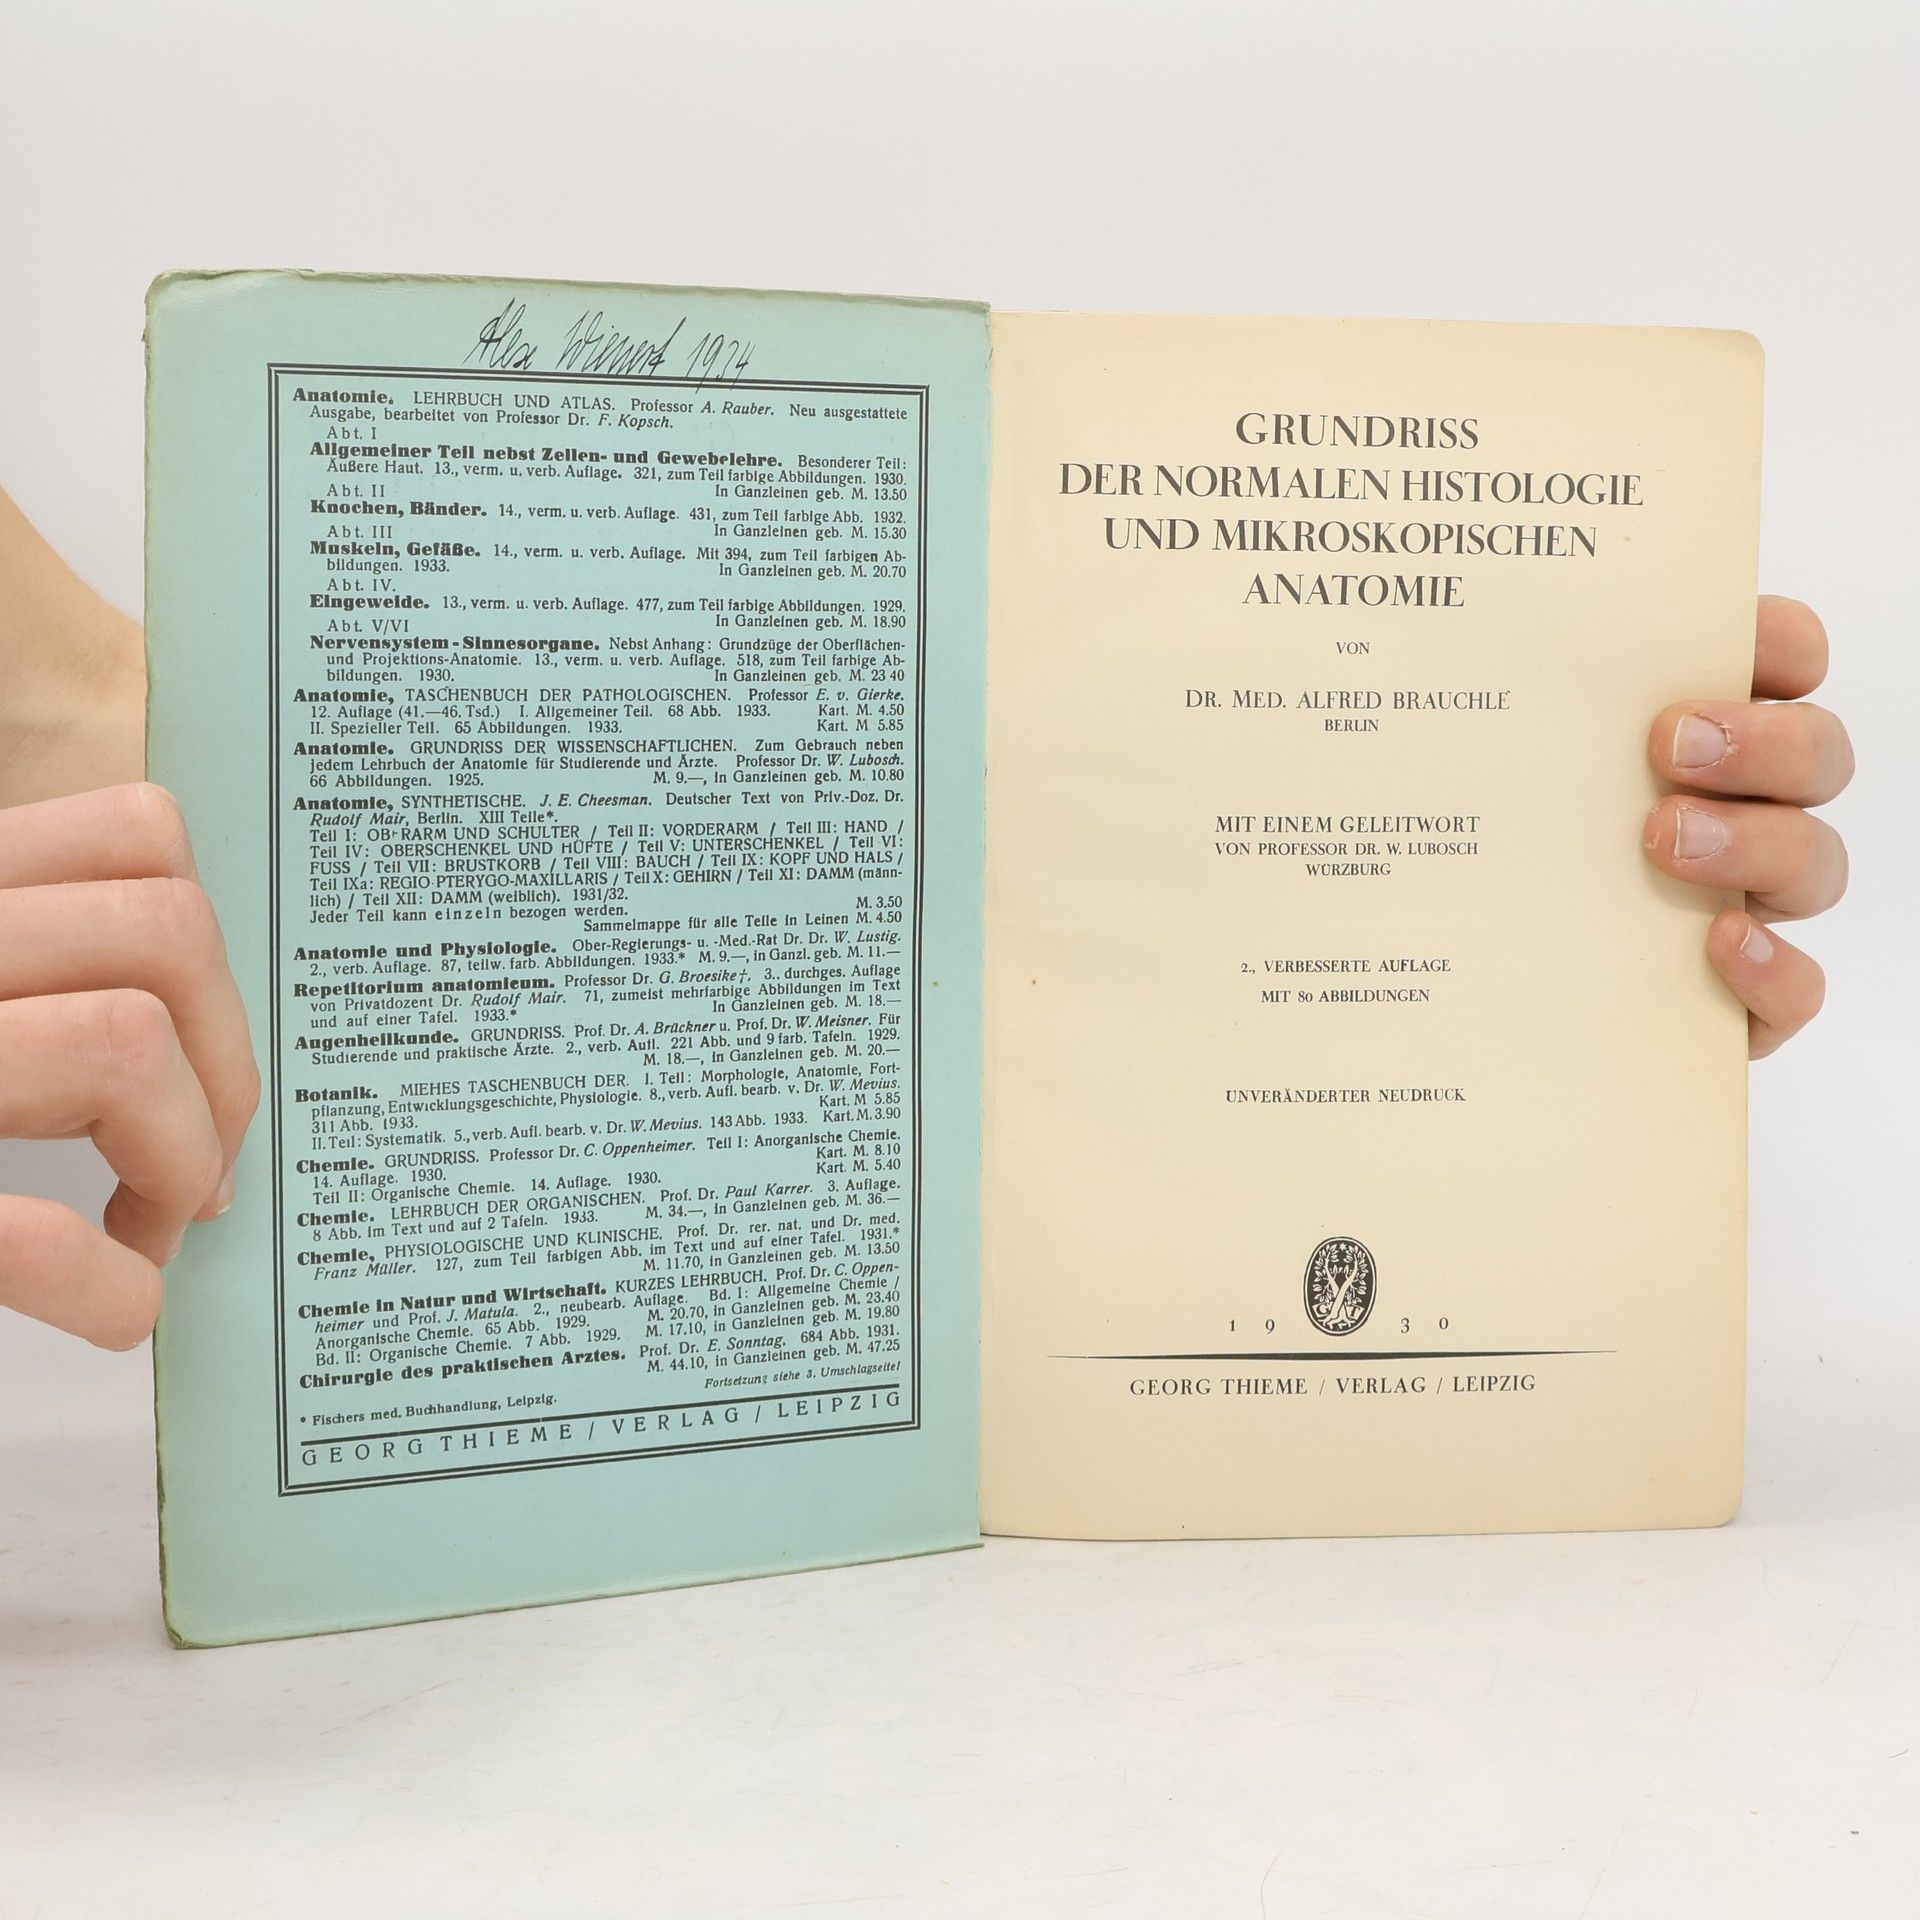 Alex Wienert 1934
Anatomie. LEHRBUCH UND ATLAS. Professor A. Rauber. Neu ausgestattete
Ausgabe, bearbeitet von Professor Dr. F. Kopsch.
Abt. I
Allgemeiner Teil nebst Zellen- und Gewebelehre. Besonderer Teil:
Äußere Haut. 13., verm. u. verb. Auflage. 321, zum Teil farbige Abbildungen. 1930.
Abt. II In Ganzleinen geb. M. 13.50
Knochen, Bänder. 14., verm. u. verb. Auflage. 431, zum Teil farbige Abb. 1932.
Abt. III In Ganzleinen geb. M. 15.30
Muskeln, Gefäße. 14., verm. u. verb. Auflage. Mit 394, zum Teil farbigen Ab-
bildungen. 1933. In Ganzleinen geb. M. 20.70
Abt. IV.
Eingeweide. 13., verm. u. verb. Auflage. 477, zum Teil farbige Abbildungen. 1929.
Abt. V/VI In Ganzleinen geb. M. 18.90
Nervensystem - Sinnesorgane. Nebst Anhang: Grundzüge der Oberflächen-
und Projektions-Anatomie. 13., verm. u. verb. Auflage. 518, zum Teil farbige Ab-
bildungen. 1930. In Ganzleinen geb. M. 23 40
Anatomie, TASCHENBUCH DER PATHOLOGISCHEN. Professor E. v. Gierke.
12. Auflage (41.—46. Tsd.) I. Allgemeiner Teil. 68 Abb. 1933. Kart. M. 4.50
II. Spezieller Teil. 65 Abbildungen. 1933. Kart. M. 5.85
Anatomie. GRUNDRISS DER WISSENSCHAFTLICHEN. Zum Gebrauch neben
jedem Lehrbuch der Anatomie für Studierende und Ärzte. Professor Dr. W. Lubosch.
66 Abbildungen. 1925. M. 9.—, in Ganzleinen geb. M. 10.80
Anatomie, SYNTHETISCHE. J. E. Cheesman. Deutscher Text von Priv.-Doz. Dr.
Rudolf Mair, Berlin. XIII Teile*.
Teil I: OBERARM UND SCHULTER / Teil II: VORDERARM / Teil III: HAND /
Teil IV: OBERSCHENKEL UND HÜFTE / Teil V: UNTERSCHENKEL / Teil VI:
FUSS / Teil VII: BRUSTKORB / Teil VIII: BAUCH / Teil IX: KOPF UND HALS /
Teil IXa: REGIO PTERYGO-MAXILLARIS / Teil X: GEHIRN / Teil XI: DAMM (männ-
lich) / Teil XII: DAMM (weiblich). 1931/32. M. 3.50
Jeder Teil kann einzeln bezogen werden.
Sammelmappe für alle Teile in Leinen M. 4.50
Anatomie und Physiologie. Ober-Regierungs- u. -Med.-Rat Dr. Dr. W. Lustig.
2., verb. Auflage. 87, teilw. farb. Abbildungen. 1933.* M. 9.—, in Ganzl. geb. M. 11.—
Repetitorium anatomicum. Professor Dr. G. Broesike†. 3., durchges. Auflage
von Privatdozent Dr. Rudolf Mair. 71, zumeist mehrfarbige Abbildungen im Text
und auf einer Tafel. 1933.* In Ganzleinen geb. M. 18.—
Augenheilkunde. GRUNDRISS. Prof. Dr. A. Brückner u. Prof. Dr. W. Meisner. Für
Studierende und praktische Ärzte. 2., verb. Aufl. 221 Abb. und 9 farb. Tafeln. 1929.
M. 18.—, in Ganzleinen geb. M. 20.—
Botanik. MIEHES TASCHENBUCH DER. I. Teil: Morphologie, Anatomie, Fort-
pflanzung, Entwicklungsgeschichte, Physiologie. 8., verb. Aufl. bearb. v. Dr. W. Mevius.
311 Abb. 1933. Kart. M 5.85
II. Teil: Systematik. 5., verb. Aufl. bearb. v. Dr. W. Mevius. 143 Abb. 1933. Kart. M. 3.90
Chemie. GRUNDRISS. Professor Dr. C. Oppenheimer. Teil I: Anorganische Chemie.
14. Auflage. 1930. Kart. M. 8.10
Teil II: Organische Chemie. 14. Auflage. 1930. Kart. M. 5.40
Chemie. LEHRBUCH DER ORGANISCHEN. Prof. Dr. Paul Karrer. 3. Auflage.
8 Abb. im Text und auf 2 Tafeln. 1933. M. 34.—, in Ganzleinen geb. M. 36.—
Chemie, PHYSIOLOGISCHE UND KLINISCHE. Prof. Dr. rer. nat. und Dr. med.
Franz Müller. 127, zum Teil farbigen Abb. im Text und auf einer Tafel. 1931.*
M. 11.70, in Ganzleinen geb. M. 13.50
Chemie in Natur und Wirtschaft. KURZES LEHRBUCH. Prof. Dr. C. Oppen-
heimer und Prof. J. Matula. 2., neubearb. Auflage. Bd. I: Allgemeine Chemie /
Anorganische Chemie. 65 Abb. 1929. M. 20.70, in Ganzleinen geb. M. 23.40
Bd. II: Organische Chemie. 7 Abb. 1929. M. 17.10, in Ganzleinen geb. M. 19.80
Chirurgie des praktischen Arztes. Prof. Dr. E. Sonntag. 684 Abb. 1931.
M. 44.10, in Ganzleinen geb. M. 47.25
Fortsetzung siehe 3. Umschlagseite!
* Fischers med. Buchhandlung, Leipzig.
GEORG THIEME / VERLAG / LEIPZIG
GRUNDRISS
DER NORMALEN HISTOLOGIE
UND MIKROSKOPISCHEN
ANATOMIE
VON
DR. MED. ALFRED BRAUCHLE
BERLIN
MIT EINEM GELEITWORT
VON PROFESSOR DR. W. LUBOSCH
WÜRZBURG
2., VERBESSERTE AUFLAGE
MIT 80 ABBILDUNGEN
UNVERÄNDERTER NEUDRUCK
G T
1930
GEORG THIEME / VERLAG / LEIPZIG